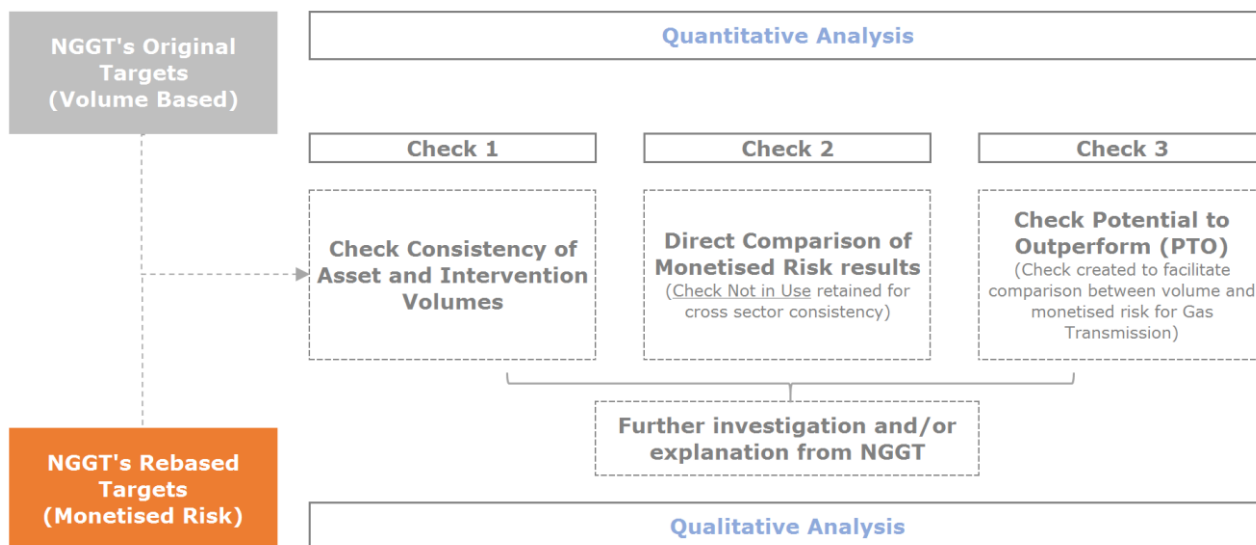 NGGT's Original
Targets
(Volume Based)
Quantitative Analysis
Check 1
Check 2
Check 3
Check Consistency of
Asset and Intervention
Volumes
Direct Comparison of
Monetised Risk results
(Check Not in Use retained for
cross sector consistency)
Check Potential to
Outperform (PTO)
(Check created to facilitate
comparison between volume and
monetised risk for Gas
Transmission)
Further investigation and/or
explanation from NGGT
NGGT's Rebased
Targets
(Monetised Risk)
Qualitative Analysis